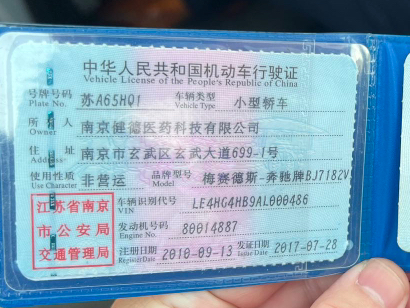 中华人民共和国机动车行驶证
Vehicle License of the People's Republic of China
号牌号码 Plate No. 苏A65HQ1 车辆类型 Vehicle Type 小型轿车
所有人 Owner 南京健德医药科技有限公司
住址 Address 南京市玄武区玄武大道699-1号
使用性质 Use Character 非营运 品牌型号 Model 梅赛德斯-奔驰牌BJ7182V
江苏省南京市公安局交通管理局
车辆识别代号 VIN LE4HG4HB9AL000486
发动机号码 Engine No. 80014887
注册日期 Register Date 2010-09-13 发证日期 Issue Date 2017-07-28